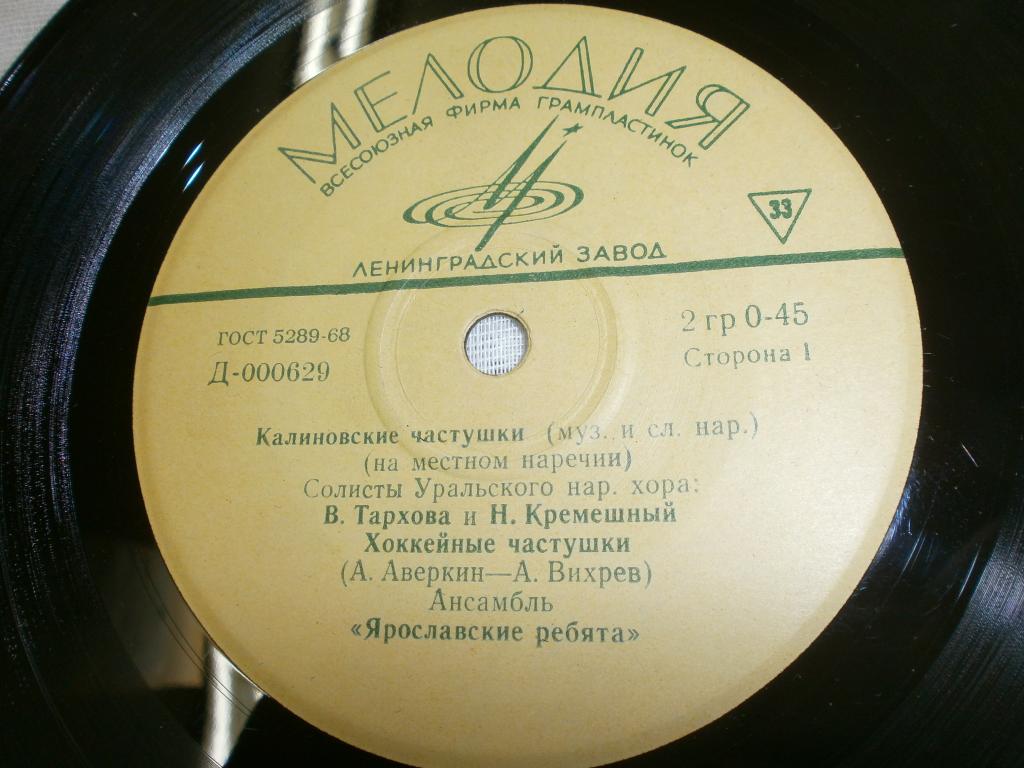 МЕЛОДИЯ
ВСЕСОЮЗНАЯ ФИРМА ГРАМПЛАСТИНОК
33
ЛЕНИНГРАДСКИЙ ЗАВОД
ГОСТ 5289-68
2 гр 0-45
Д-000629
Сторона 1
Калиновские частушки (муз. и сл. нар.)
(на местном наречии)
Солисты Уральского нар. хора:
В. Тархова и Н. Кремешный
Хоккейные частушки
(А. Аверкин—А. Вихрев)
Ансамбль
«Ярославские ребята»